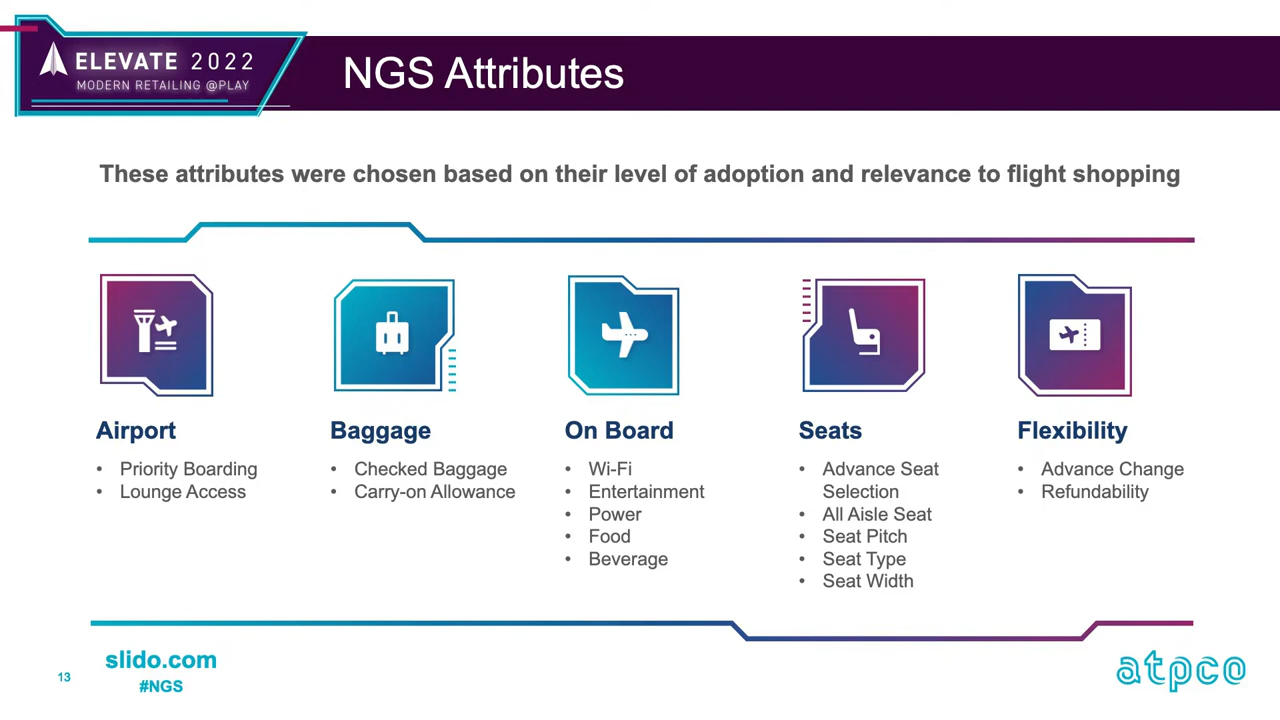 ELEVATE 2022
MODERN RETAILING @PLAY
NGS Attributes
These attributes were chosen based on their level of adoption and relevance to flight shopping
Airport
• Priority Boarding
• Lounge Access
Baggage
• Checked Baggage
• Carry-on Allowance
On Board
• Wi-Fi
• Entertainment
• Power
• Food
• Beverage
Seats
• Advance Seat
Selection
• All Aisle Seat
• Seat Pitch
• Seat Type
• Seat Width
Flexibility
• Advance Change
• Refundability
13
slido.com
#NGS
atpco